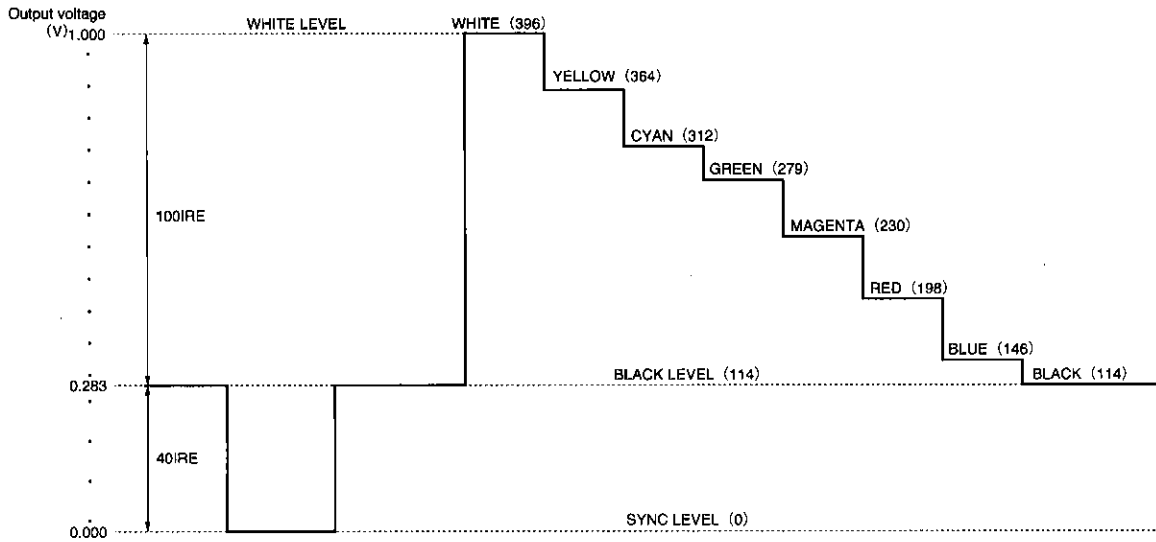 Output voltage
(V) 1.000
WHITE LEVEL
WHITE (396)
YELLOW (364)
CYAN (312)
GREEN (279)
100IRE
MAGENTA (230)
RED (198)
BLUE (146)
0.283
BLACK LEVEL (114)
BLACK (114)
40IRE
SYNC LEVEL (0)
0.000